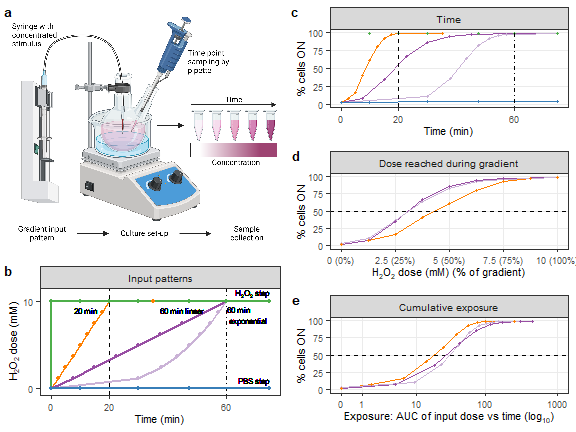 a
Syringe with
concentrated
stimulus
Time point
sampling by
pipette
Time
Concentration
Gradient input
pattern
Culture set-up
Sample
collection
b
Input patterns
H₂O₂ dose (mM)
10
0
H₂O₂ step
20 min
60 min linear
60 min
exponential
PBS step
0
20
60
Time (min)
c
Time
% cells ON
100
75
50
25
0
0
20
60
Time (min)
d
Dose reached during gradient
% cells ON
100
75
50
25
0
0 (0%)
2.5 (25%)
5 (50%)
7.5 (75%)
10 (100%)
H₂O₂ dose (mM) (% of gradient)
e
Cumulative exposure
% cells ON
100
75
50
25
0
0
1
10
100
1000
Exposure: AUC of input dose vs time (log₁₀)